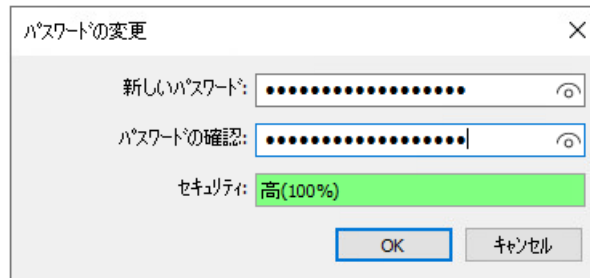 パスワードの変更
新しいパスワード: ••••••••••••••••••
パスワードの確認: ••••••••••••••••••
セキュリティ: 高(100%)
OK キャンセル